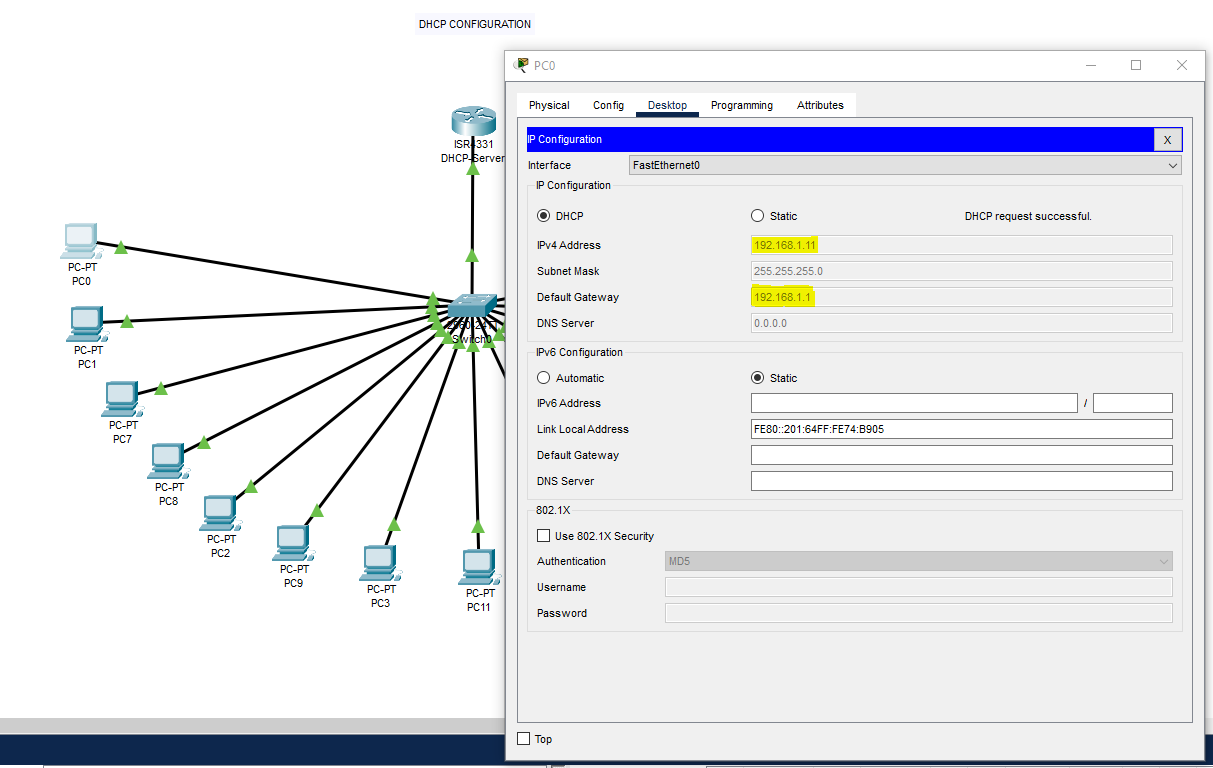 DHCP CONFIGURATION
ISR4331
DHCP-Server
PC-PT
PC0
PC-PT
PC1
PC-PT
PC7
PC-PT
PC8
PC-PT
PC2
PC-PT
PC9
PC-PT
PC3
PC-PT
PC11
Switch0
PC0
Physical Config Desktop Programming Attributes
IP Configuration X
Interface FastEthernet0
IP Configuration
DHCP Static DHCP request successful.
IPv4 Address 192.168.1.11
Subnet Mask 255.255.255.0
Default Gateway 192.168.1.1
DNS Server 0.0.0.0
IPv6 Configuration
Automatic Static
IPv6 Address /
Link Local Address FE80::201:64FF:FE74:B905
Default Gateway
DNS Server
802.1X
Use 802.1X Security
Authentication MD5
Username
Password
Top